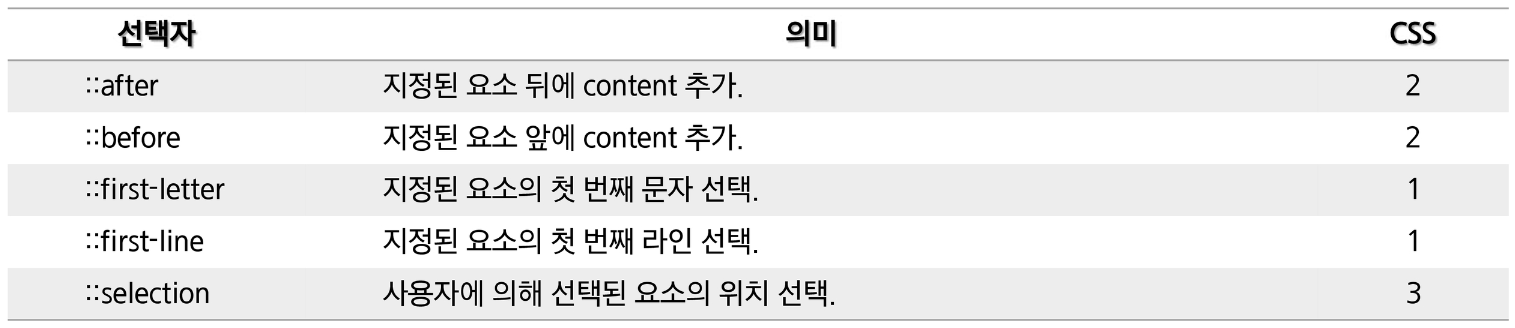 선택자 의미 CSS
::after 지정된 요소 뒤에 content 추가. 2
::before 지정된 요소 앞에 content 추가. 2
::first-letter 지정된 요소의 첫 번째 문자 선택. 1
::first-line 지정된 요소의 첫 번째 라인 선택. 1
::selection 사용자에 의해 선택된 요소의 위치 선택. 3